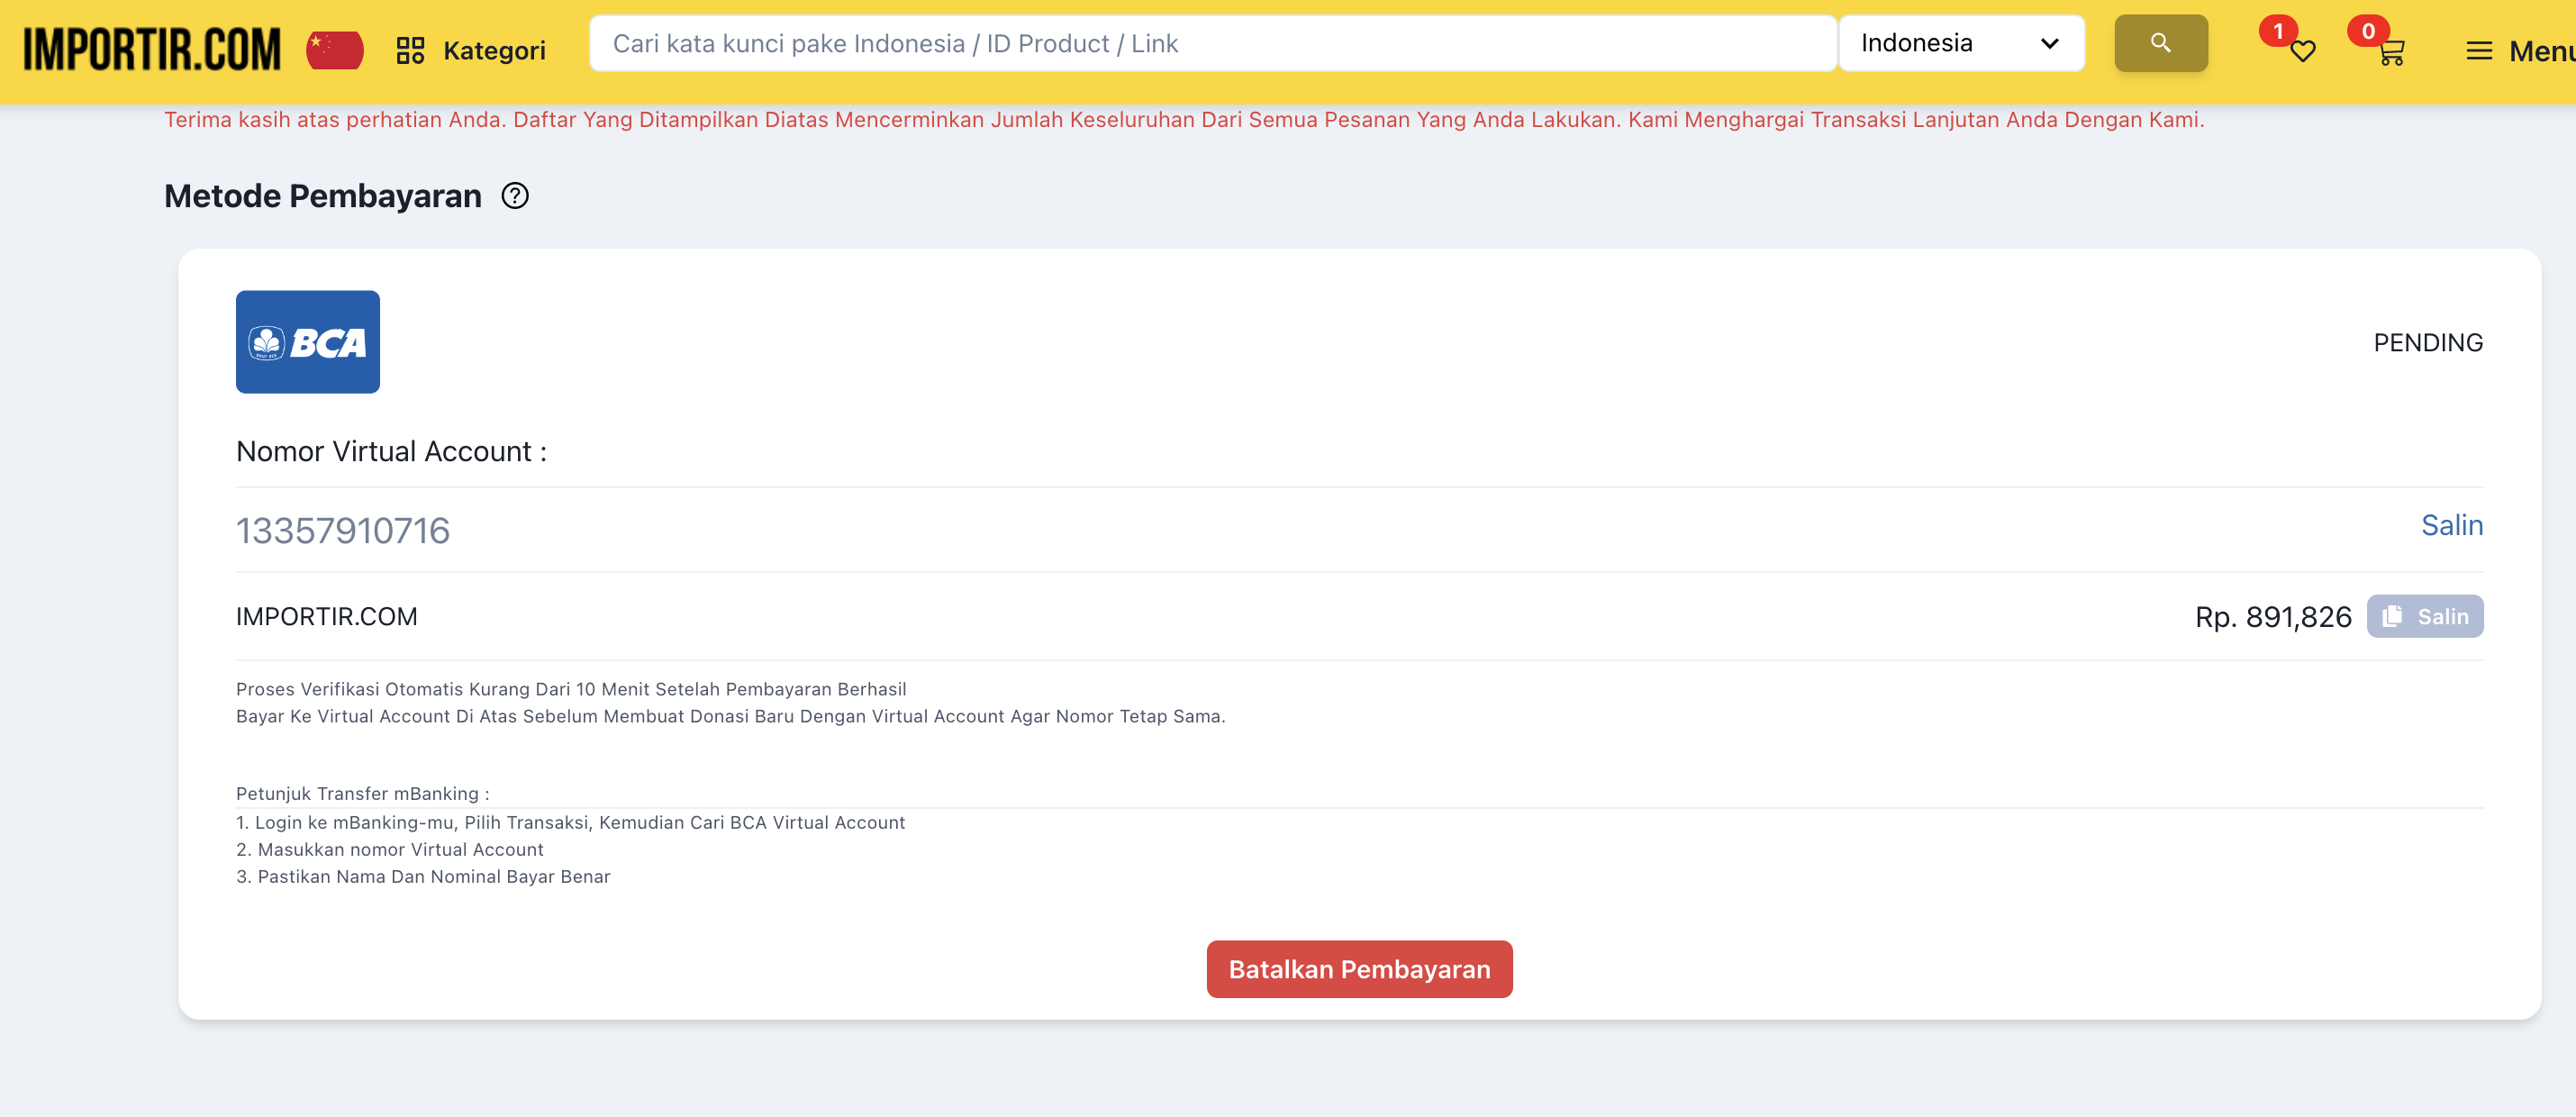 IMPORTIR.COM
Kategori
Cari kata kunci pake Indonesia / ID Product / Link
Indonesia
1
0
Menu
Terima kasih atas perhatian Anda. Daftar Yang Ditampilkan Diatas Mencerminkan Jumlah Keseluruhan Dari Semua Pesanan Yang Anda Lakukan. Kami Menghargai Transaksi Lanjutan Anda Dengan Kami.
Metode Pembayaran ?
BCA
PENDING
Nomor Virtual Account :
13357910716
Salin
IMPORTIR.COM
Rp. 891,826
Salin
Proses Verifikasi Otomatis Kurang Dari 10 Menit Setelah Pembayaran Berhasil
Bayar Ke Virtual Account Di Atas Sebelum Membuat Donasi Baru Dengan Virtual Account Agar Nomor Tetap Sama.
Petunjuk Transfer mBanking :
1. Login ke mBanking-mu, Pilih Transaksi, Kemudian Cari BCA Virtual Account
2. Masukkan nomor Virtual Account
3. Pastikan Nama Dan Nominal Bayar Benar
Batalkan Pembayaran